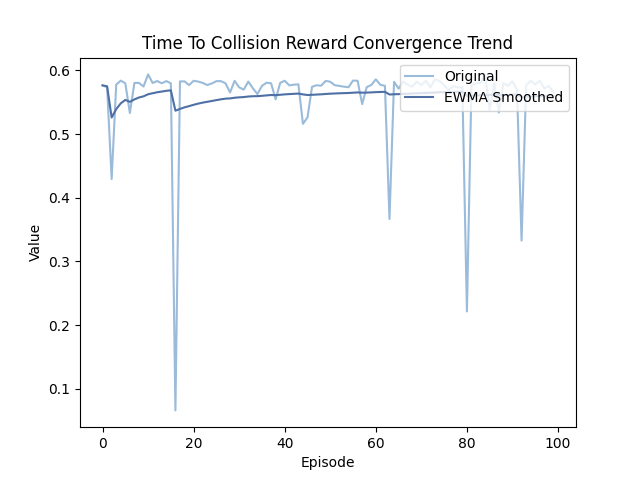 Time To Collision Reward Convergence Trend
Original
EWMA Smoothed
Value
0.6
0.5
0.4
0.3
0.2
0.1
0 20 40 60 80 100
Episode